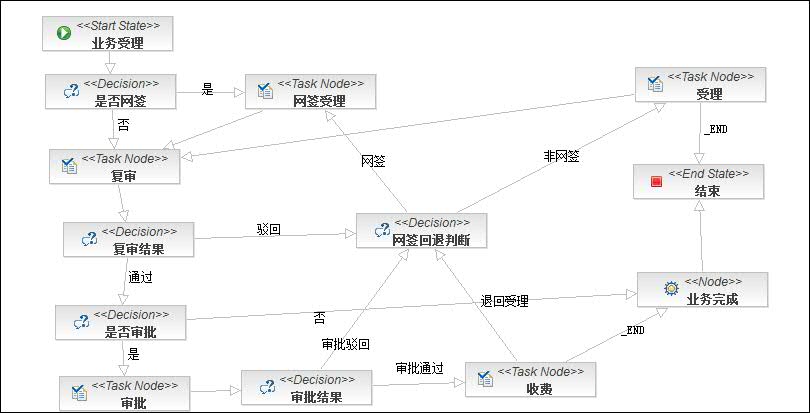 <<Start State>>
业务受理
<<Decision>>
是否网签
是
<<Task Node>>
网签受理
<<Task Node>>
受理
否
_END
<<Task Node>>
复审
网签
非网签
<<End State>>
结束
<<Decision>>
复审结果
驳回
<<Decision>>
网签回退判断
通过
<<Node>>
业务完成
<<Decision>>
是否审批
否
退回受理
是
审批驳回
_END
<<Task Node>>
审批
<<Decision>>
审批结果
审批通过
<<Task Node>>
收费